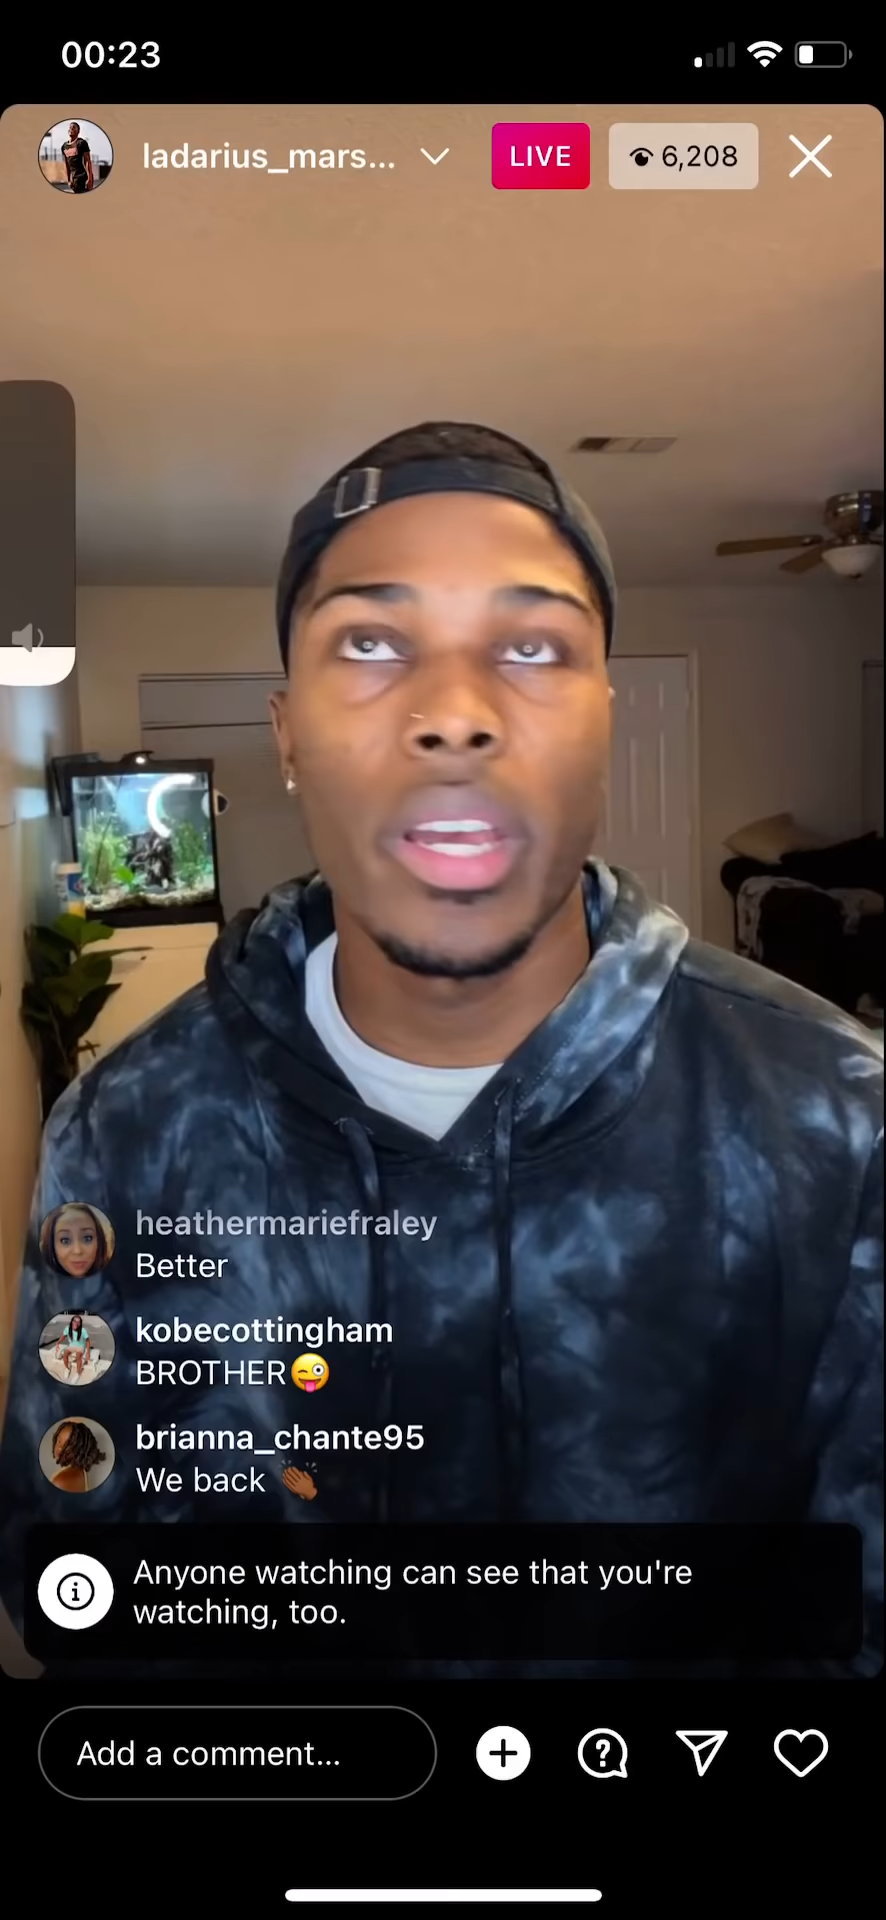 00:23
ladarius_mars...
LIVE
6,208
heathermariefraley
Better
kobecottingham
BROTHER😜
brianna_chante95
We back 👏🏾
Anyone watching can see that you're
watching, too.
Add a comment...